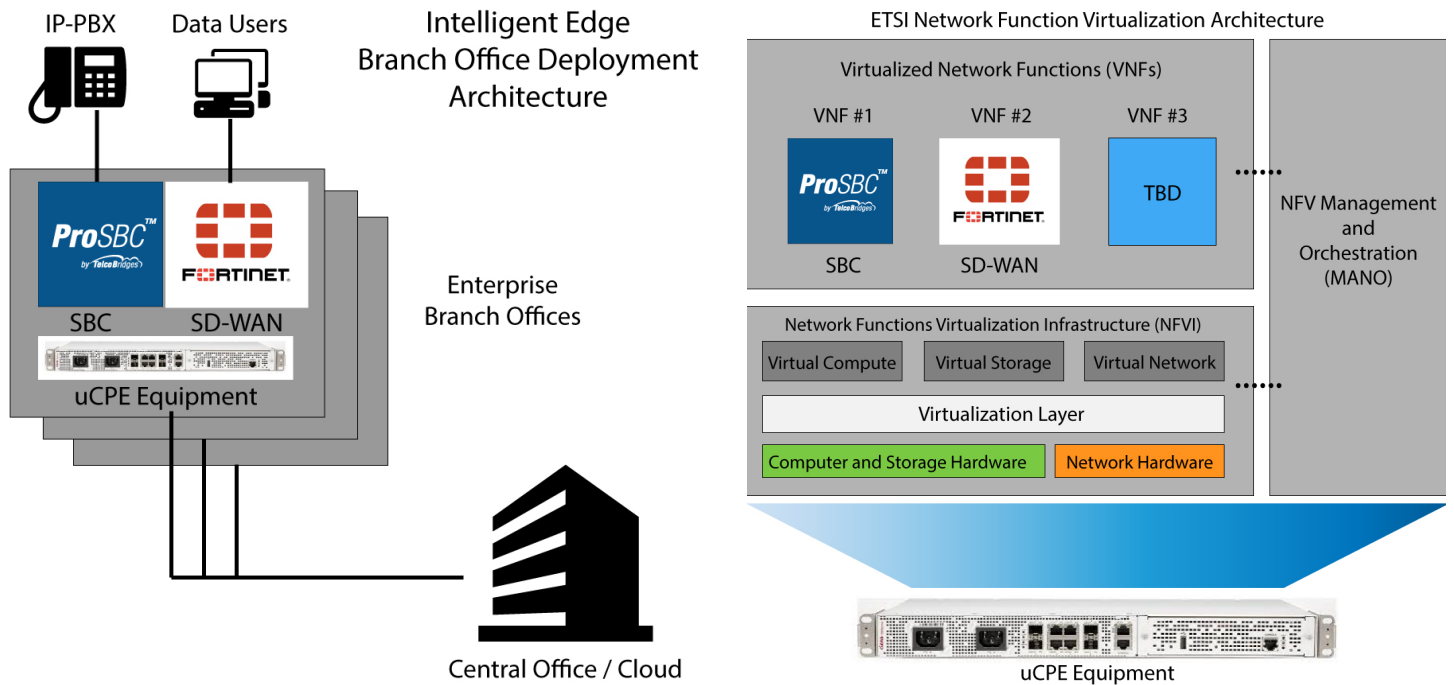 IP-PBX
Data Users
Intelligent Edge
Branch Office Deployment
Architecture
ProSBC™
by TelcoBridges
FORTINET
SBC
SD-WAN
uCPE Equipment
Enterprise
Branch Offices
Central Office / Cloud
ETSI Network Function Virtualization Architecture
Virtualized Network Functions (VNFs)
VNF #1
VNF #2
VNF #3
ProSBC™
by TelcoBridges
FORTINET
TBD
SBC
SD-WAN
NFV Management
and
Orchestration
(MANO)
Network Functions Virtualization Infrastructure (NFVI)
Virtual Compute
Virtual Storage
Virtual Network
Virtualization Layer
Computer and Storage Hardware
Network Hardware
uCPE Equipment